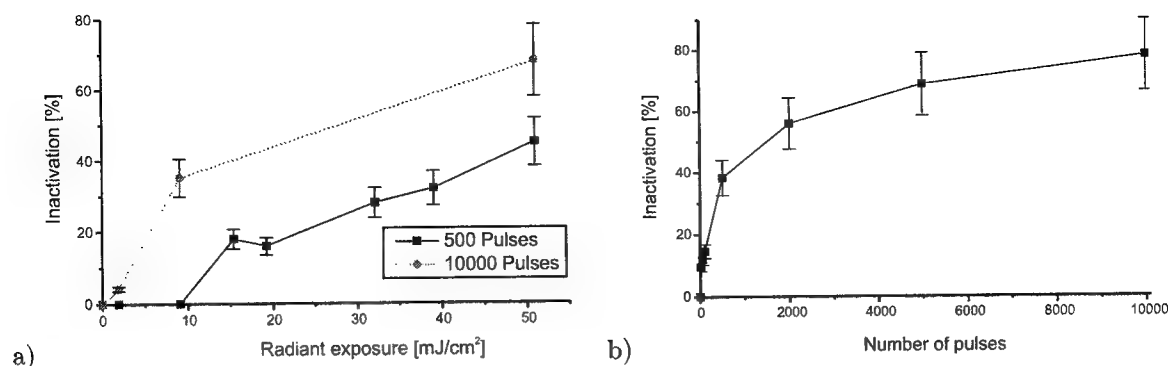 80
60
40
20
0
Inactivation [%]
0 10 20 30 40 50
Radiant exposure [mJ/cm²]
500 Pulses
10000 Pulses
a)
80
60
40
20
0
Inactivation [%]
0 2000 4000 6000 8000 10000
Number of pulses
b)